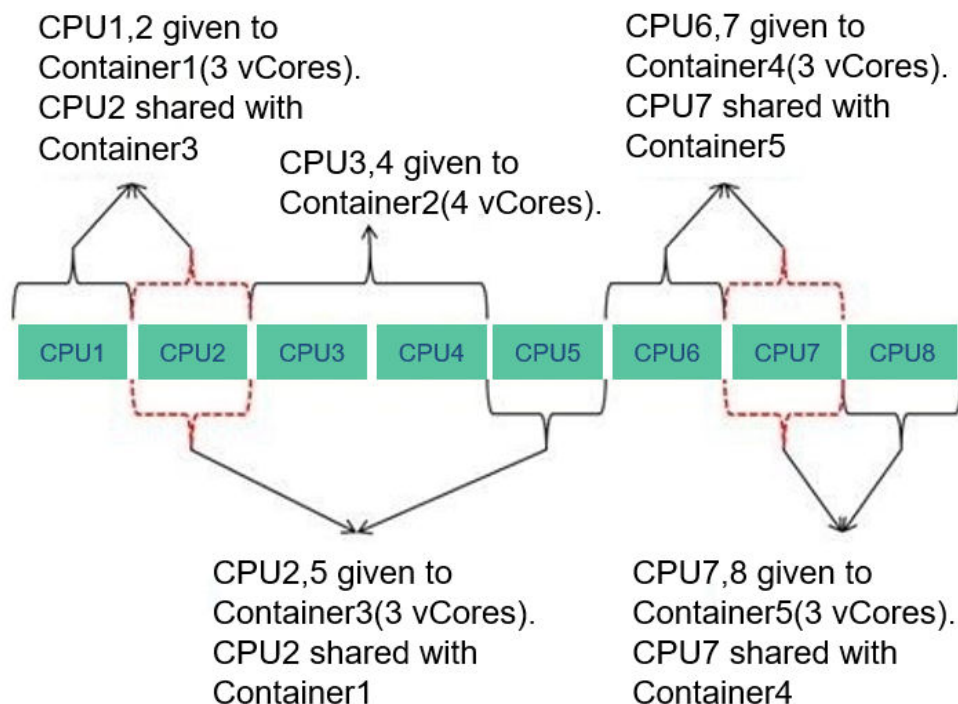 CPU1,2 given to
Container1(3 vCores).
CPU2 shared with
Container3
CPU3,4 given to
Container2(4 vCores).
CPU6,7 given to
Container4(3 vCores).
CPU7 shared with
Container5
CPU1 CPU2 CPU3 CPU4 CPU5 CPU6 CPU7 CPU8
CPU2,5 given to
Container3(3 vCores).
CPU2 shared with
Container1
CPU7,8 given to
Container5(3 vCores).
CPU7 shared with
Container4